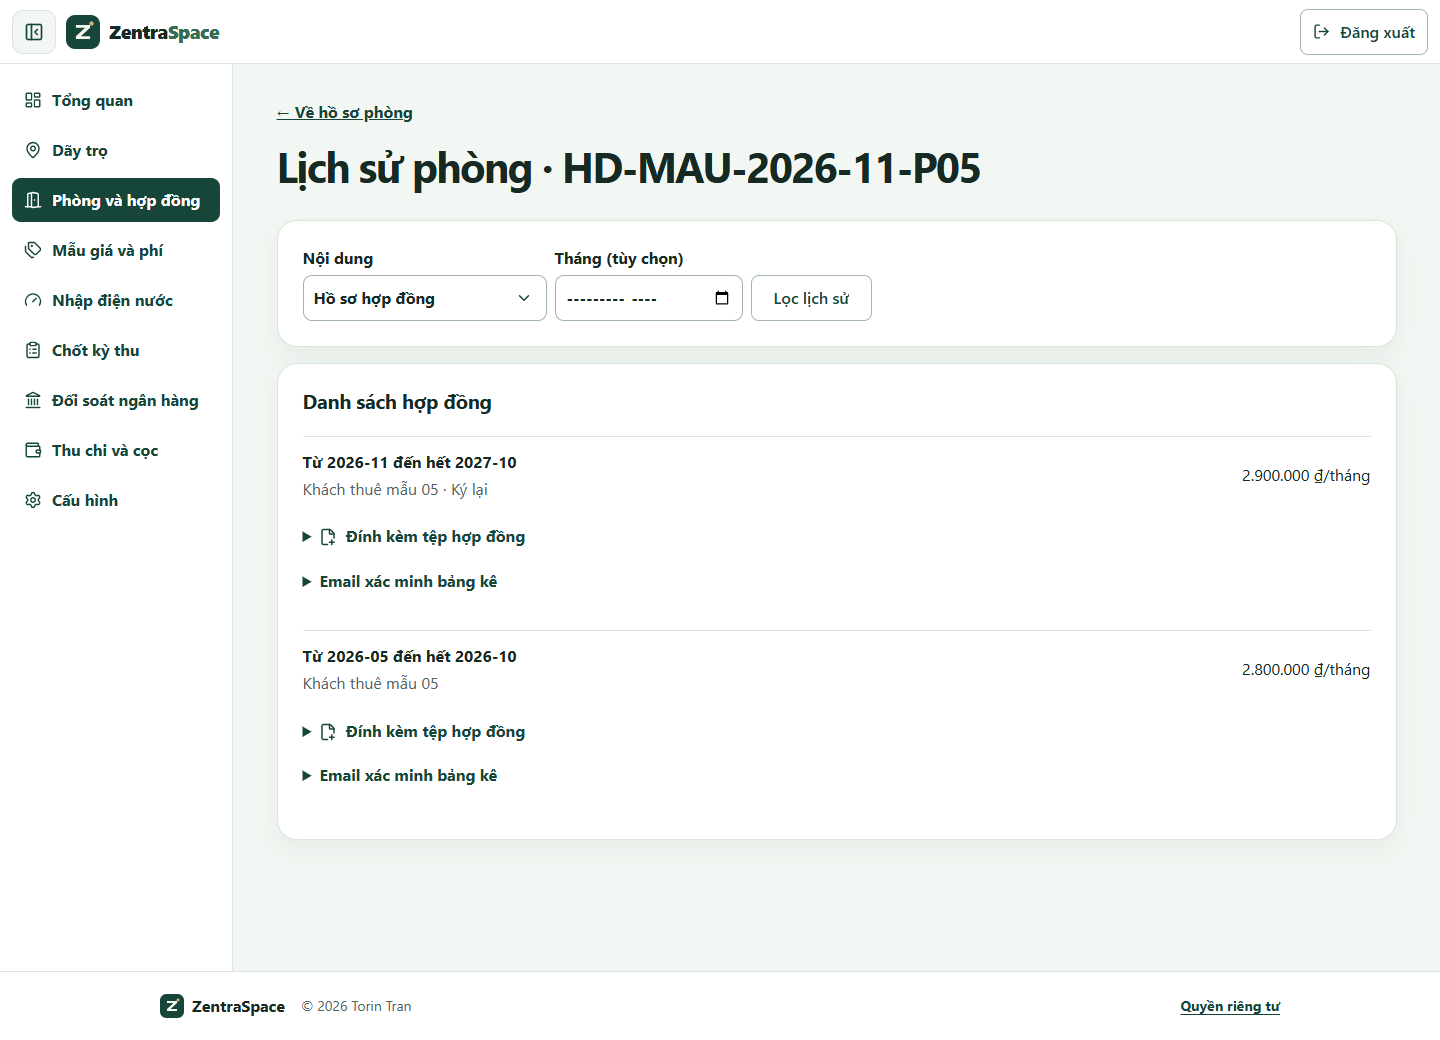 ZentraSpace
Đăng xuất
Tổng quan
Dãy trọ
Phòng và hợp đồng
Mẫu giá và phí
Nhập điện nước
Chốt kỳ thu
Đối soát ngân hàng
Thu chi và cọc
Cấu hình
← Về hồ sơ phòng
Lịch sử phòng · HD-MAU-2026-11-P05
Nội dung
Tháng (tùy chọn)
Hồ sơ hợp đồng
--------- ----
Lọc lịch sử
Danh sách hợp đồng
Từ 2026-11 đến hết 2027-10
Khách thuê mẫu 05 · Ký lại
2.900.000 ₫/tháng
Đính kèm tệp hợp đồng
Email xác minh bảng kê
Từ 2026-05 đến hết 2026-10
Khách thuê mẫu 05
2.800.000 ₫/tháng
Đính kèm tệp hợp đồng
Email xác minh bảng kê
ZentraSpace
© 2026 Torin Tran
Quyền riêng tư